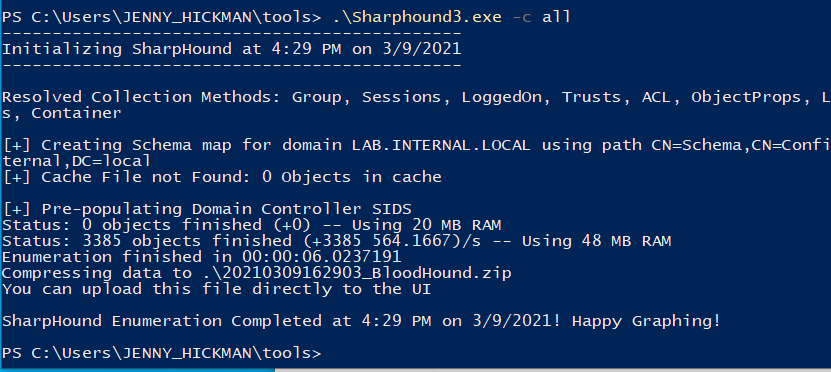 PS C:\Users\JENNY_HICKMAN\tools> .\Sharphound3.exe -c all
-----------------------------------------------
Initializing SharpHound at 4:29 PM on 3/9/2021
-----------------------------------------------
Resolved Collection Methods: Group, Sessions, LoggedOn, Trusts, ACL, ObjectProps, L
s, Container
[+] Creating Schema map for domain LAB.INTERNAL.LOCAL using path CN=Schema,CN=Confi
ternal,DC=local
[+] Cache File not Found: 0 Objects in cache
[+] Pre-populating Domain Controller SIDS
Status: 0 objects finished (+0) -- Using 20 MB RAM
Status: 3385 objects finished (+3385 564.1667)/s -- Using 48 MB RAM
Enumeration finished in 00:00:06.0237191
Compressing data to .\20210309162903_BloodHound.zip
You can upload this file directly to the UI
SharpHound Enumeration Completed at 4:29 PM on 3/9/2021! Happy Graphing!
PS C:\Users\JENNY_HICKMAN\tools>